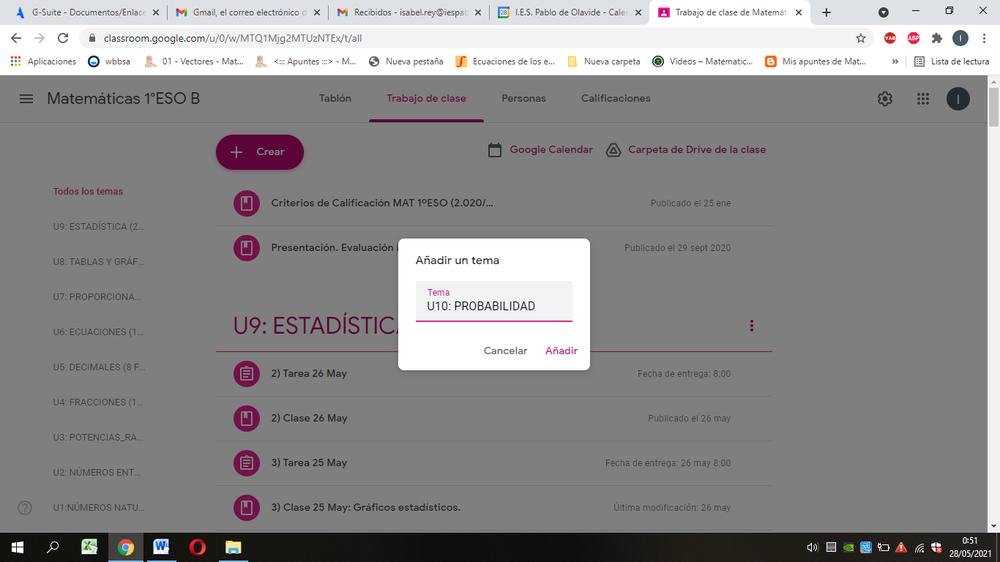 G-Suite - Documentos/Enlace
Gmail, el correo electrónico d
Recibidos - isabel.rey@iespab
28
I.E.S. Pablo de Olavide - Calen
Trabajo de clase de Matemáti
classroom.google.com/u/0/w/MTQ1Mjg2MTUzNTEx/t/all
YAB
ABP
I
Aplicaciones
wbbsa
01 - Vectores - Mat...
<::: Apuntes :::> - M...
Nueva pestaña
Ecuaciones de los e...
Nueva carpeta
Videos – Matematic...
Mis apuntes de Mat...
»
Lista de lectura
Matemáticas 1°ESO B
Tablón
Trabajo de clase
Personas
Calificaciones
I
Crear
Google Calendar
Carpeta de Drive de la clase
Todos los temas
U9: ESTADÍSTICA (2...
U8: TABLAS Y GRÁF...
U7: PROPORCIONA...
U6: ECUACIONES (1...
U5: DECIMALES (8 F...
U4: FRACCIONES (1...
U3: POTENCIAS_RA...
U2: NÚMEROS ENT...
U1:NÚMEROS NATU...
Criterios de Calificación MAT 1ºESO (2.020/...
Publicado el 25 ene
Presentación. Evaluación i
Publicado el 29 sept 2020
Añadir un tema
Tema
U10: PROBABILIDAD
Cancelar
Añadir
U9: ESTADÍSTICA
2) Tarea 26 May
Fecha de entrega: 8:00
2) Clase 26 May
Publicado el 26 may
3) Tarea 25 May
Fecha de entrega: 26 may 8:00
3) Clase 25 May: Gráficos estadísticos.
Última modificación: 26 may
0:51
28/05/2021